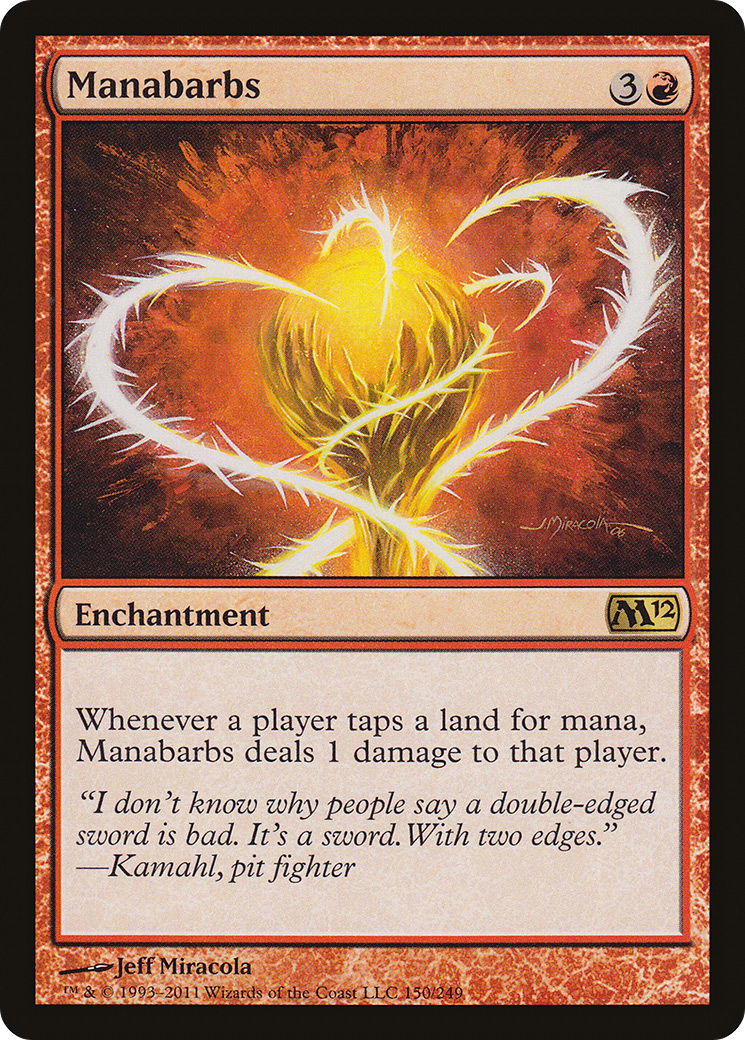 Manabarbs 3
J MIRACOLA 06
Enchantment M12
Whenever a player taps a land for mana,
Manabarbs deals 1 damage to that player.
“I don’t know why people say a double-edged
sword is bad. It’s a sword. With two edges.”
—Kamahl, pit fighter
Jeff Miracola
™ & © 1993–2011 Wizards of the Coast LLC 150/249